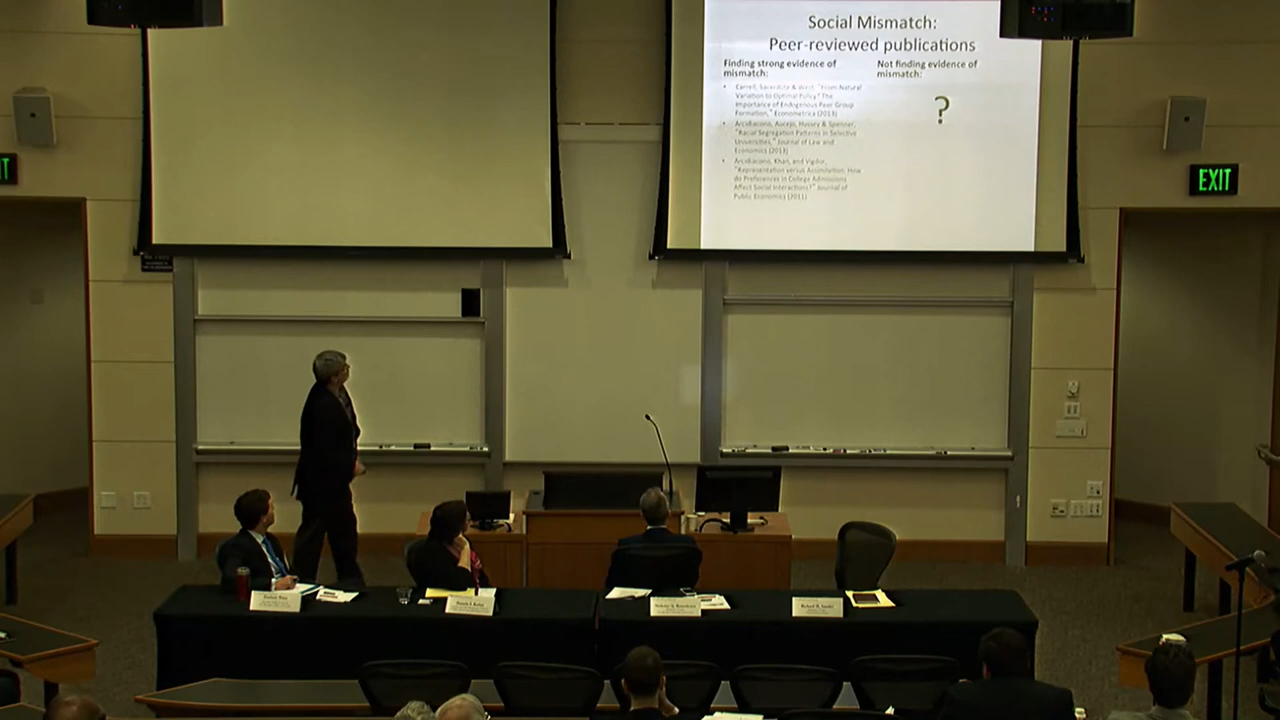 Social Mismatch:
Peer-reviewed publications
Finding strong evidence of
mismatch:
• Carrell, Sacerdote & West, "From Natural
Variation to Optimal Policy? The
Importance of Endogenous Peer Group
Formation," Econometrica (2013)
• Arcidiacono, Aucejo, Hussey & Spenner,
"Racial Segregation Patterns in Selective
Universities," Journal of Law and
Economics (2013)
• Arcidiacono, Khan, and Vigdor,
"Representation versus Assimilation: How
do Preferences in College Admissions
Affect Social Interactions?" Journal of
Public Economics (2011)
Not finding evidence of
mismatch:
?
EXIT
IT
Richard H. Sander